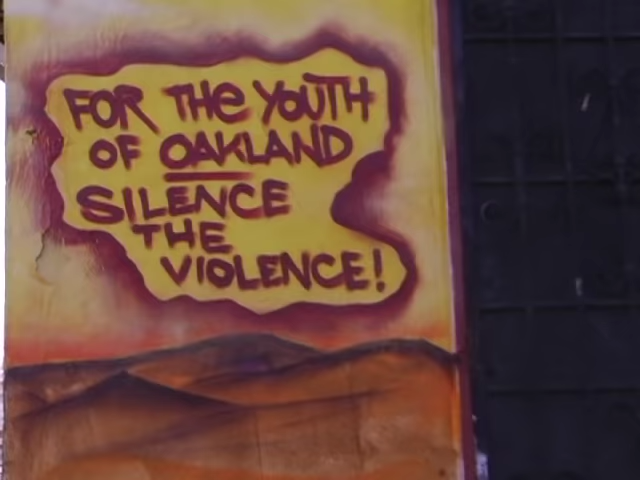 FOR THE YOUTH
OF OAKLAND
SILENCE
THE
VIOLENCE!